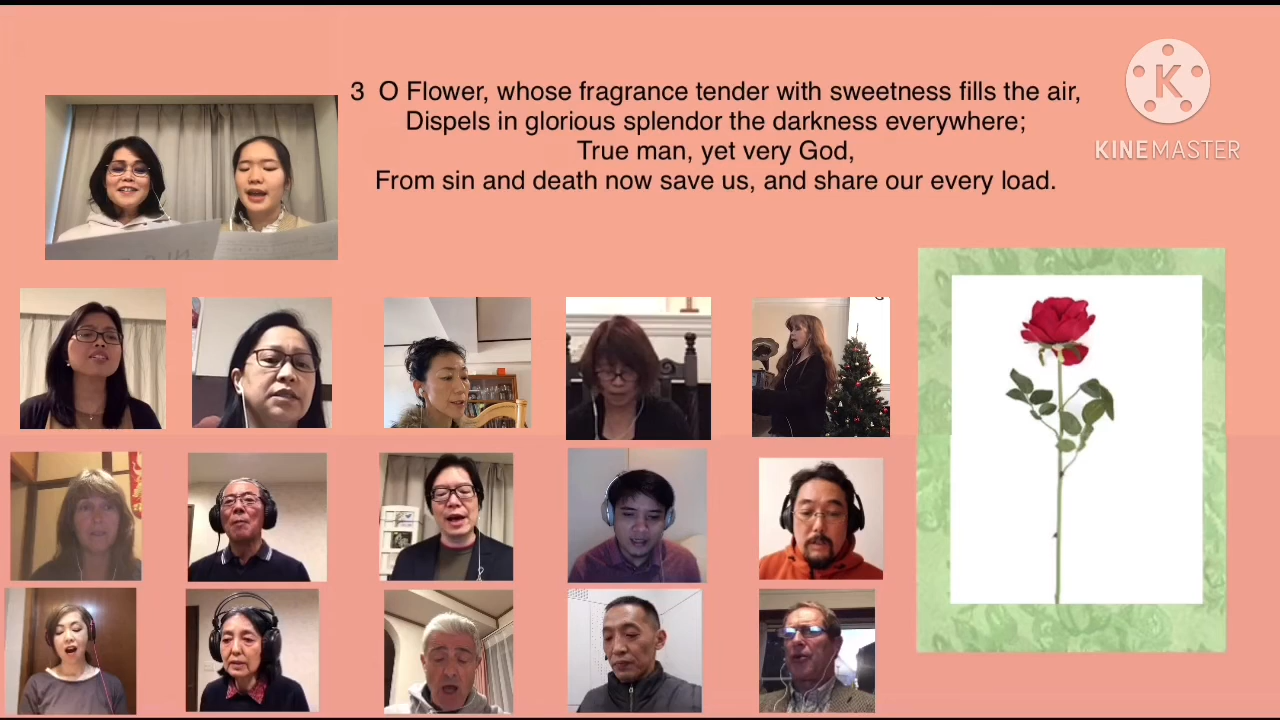 3 O Flower, whose fragrance tender with sweetness fills the air,
Dispels in glorious splendor the darkness everywhere;
True man, yet very God,
From sin and death now save us, and share our every load.
K
KINEMASTER